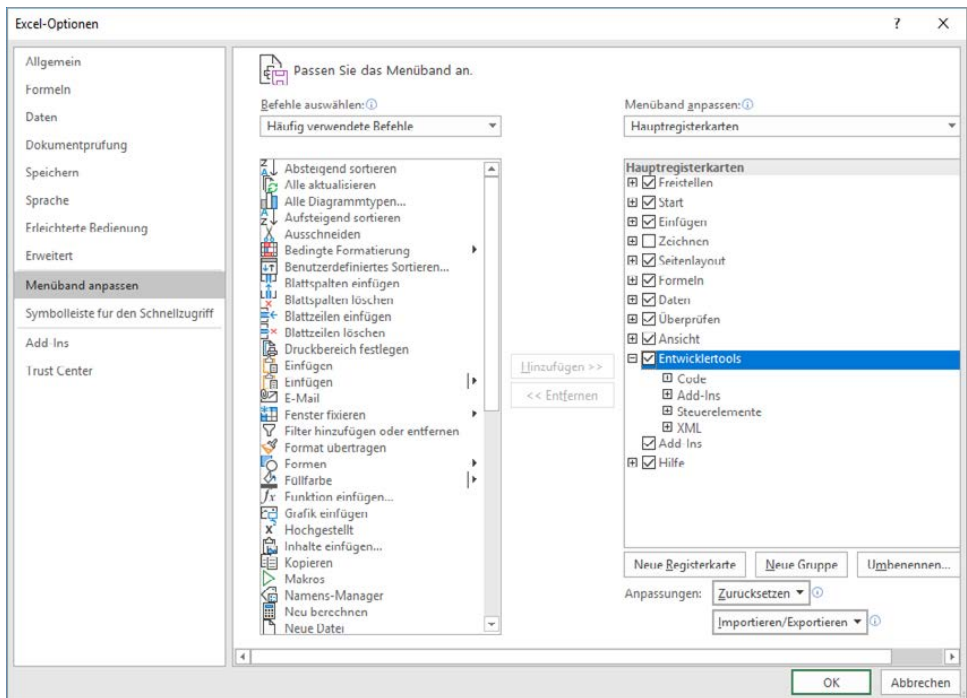 Excel-Optionen
Allgemein
Formeln
Daten
Dokumentprüfung
Speichern
Sprache
Erleichterte Bedienung
Erweitert
Menüband anpassen
Symbolleiste für den Schnellzugriff
Add-Ins
Trust Center
Passen Sie das Menüband an.
Befehle auswählen:
Häufig verwendete Befehle
Absteigend sortieren
Alle aktualisieren
Alle Diagrammtypen...
Aufsteigend sortieren
Ausschneiden
Bedingte Formatierung
Benutzerdefiniertes Sortieren...
Blattspalten einfügen
Blattspalten löschen
Blattzeilen einfügen
Blattzeilen löschen
Druckbereich festlegen
Einfügen
Einfügen
E-Mail
Fenster fixieren
Filter hinzufügen oder entfernen
Format übertragen
Formen
Füllfarbe
Funktion einfügen...
Grafik einfügen
Hochgestellt
Inhalte einfügen...
Kopieren
Makros
Namens-Manager
Neu berechnen
Neue Datei
Hinzufügen >>
<< Entfernen
Menüband anpassen:
Hauptregisterkarten
Hauptregisterkarten
Freistellen
Start
Einfügen
Zeichnen
Seitenlayout
Formeln
Daten
Überprüfen
Ansicht
Entwicklertools
Code
Add-Ins
Steuerelemente
XML
Add-Ins
Hilfe
Neue Registerkarte
Neue Gruppe
Umbenennen...
Anpassungen:
Zurücksetzen
Importieren/Exportieren
OK
Abbrechen